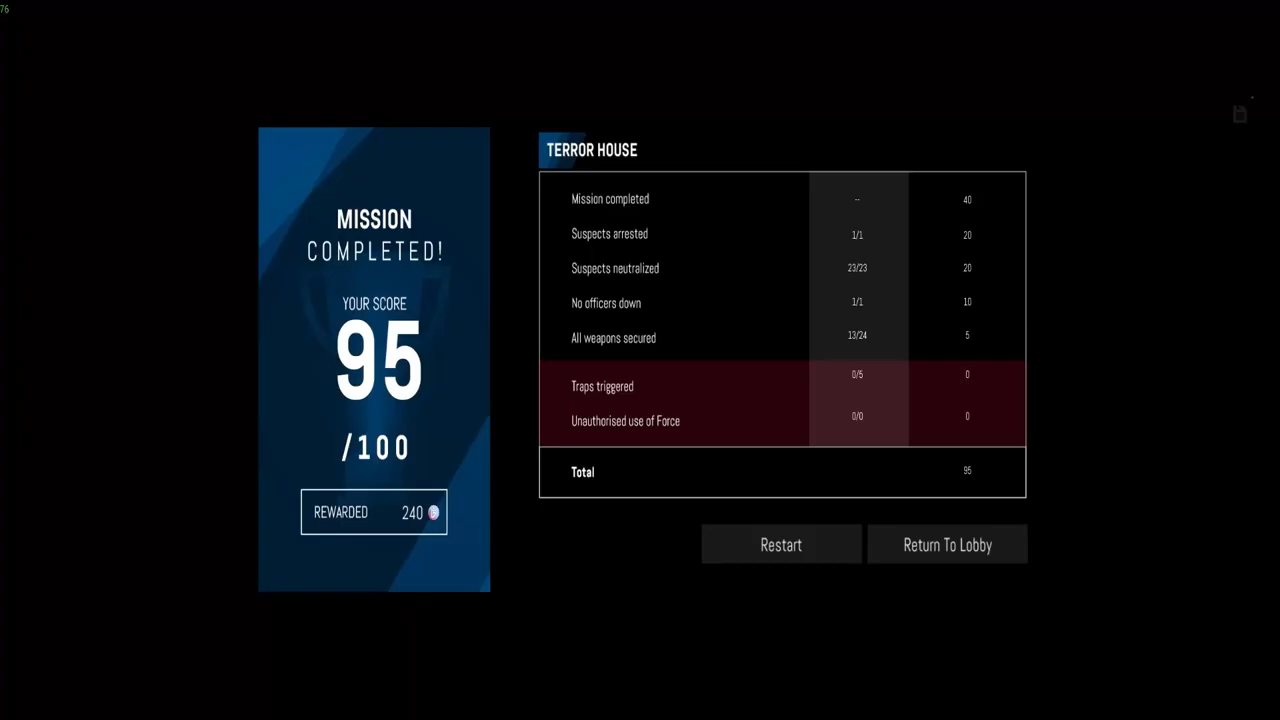 76
MISSION
COMPLETED!
YOUR SCORE
95
/100
REWARDED 240
TERROR HOUSE
Mission completed -- 40
Suspects arrested 1/1 20
Suspects neutralized 23/23 20
No officers down 1/1 10
All weapons secured 13/24 5
Traps triggered 0/5 0
Unauthorised use of Force 0/0 0
Total 95
Restart Return To Lobby